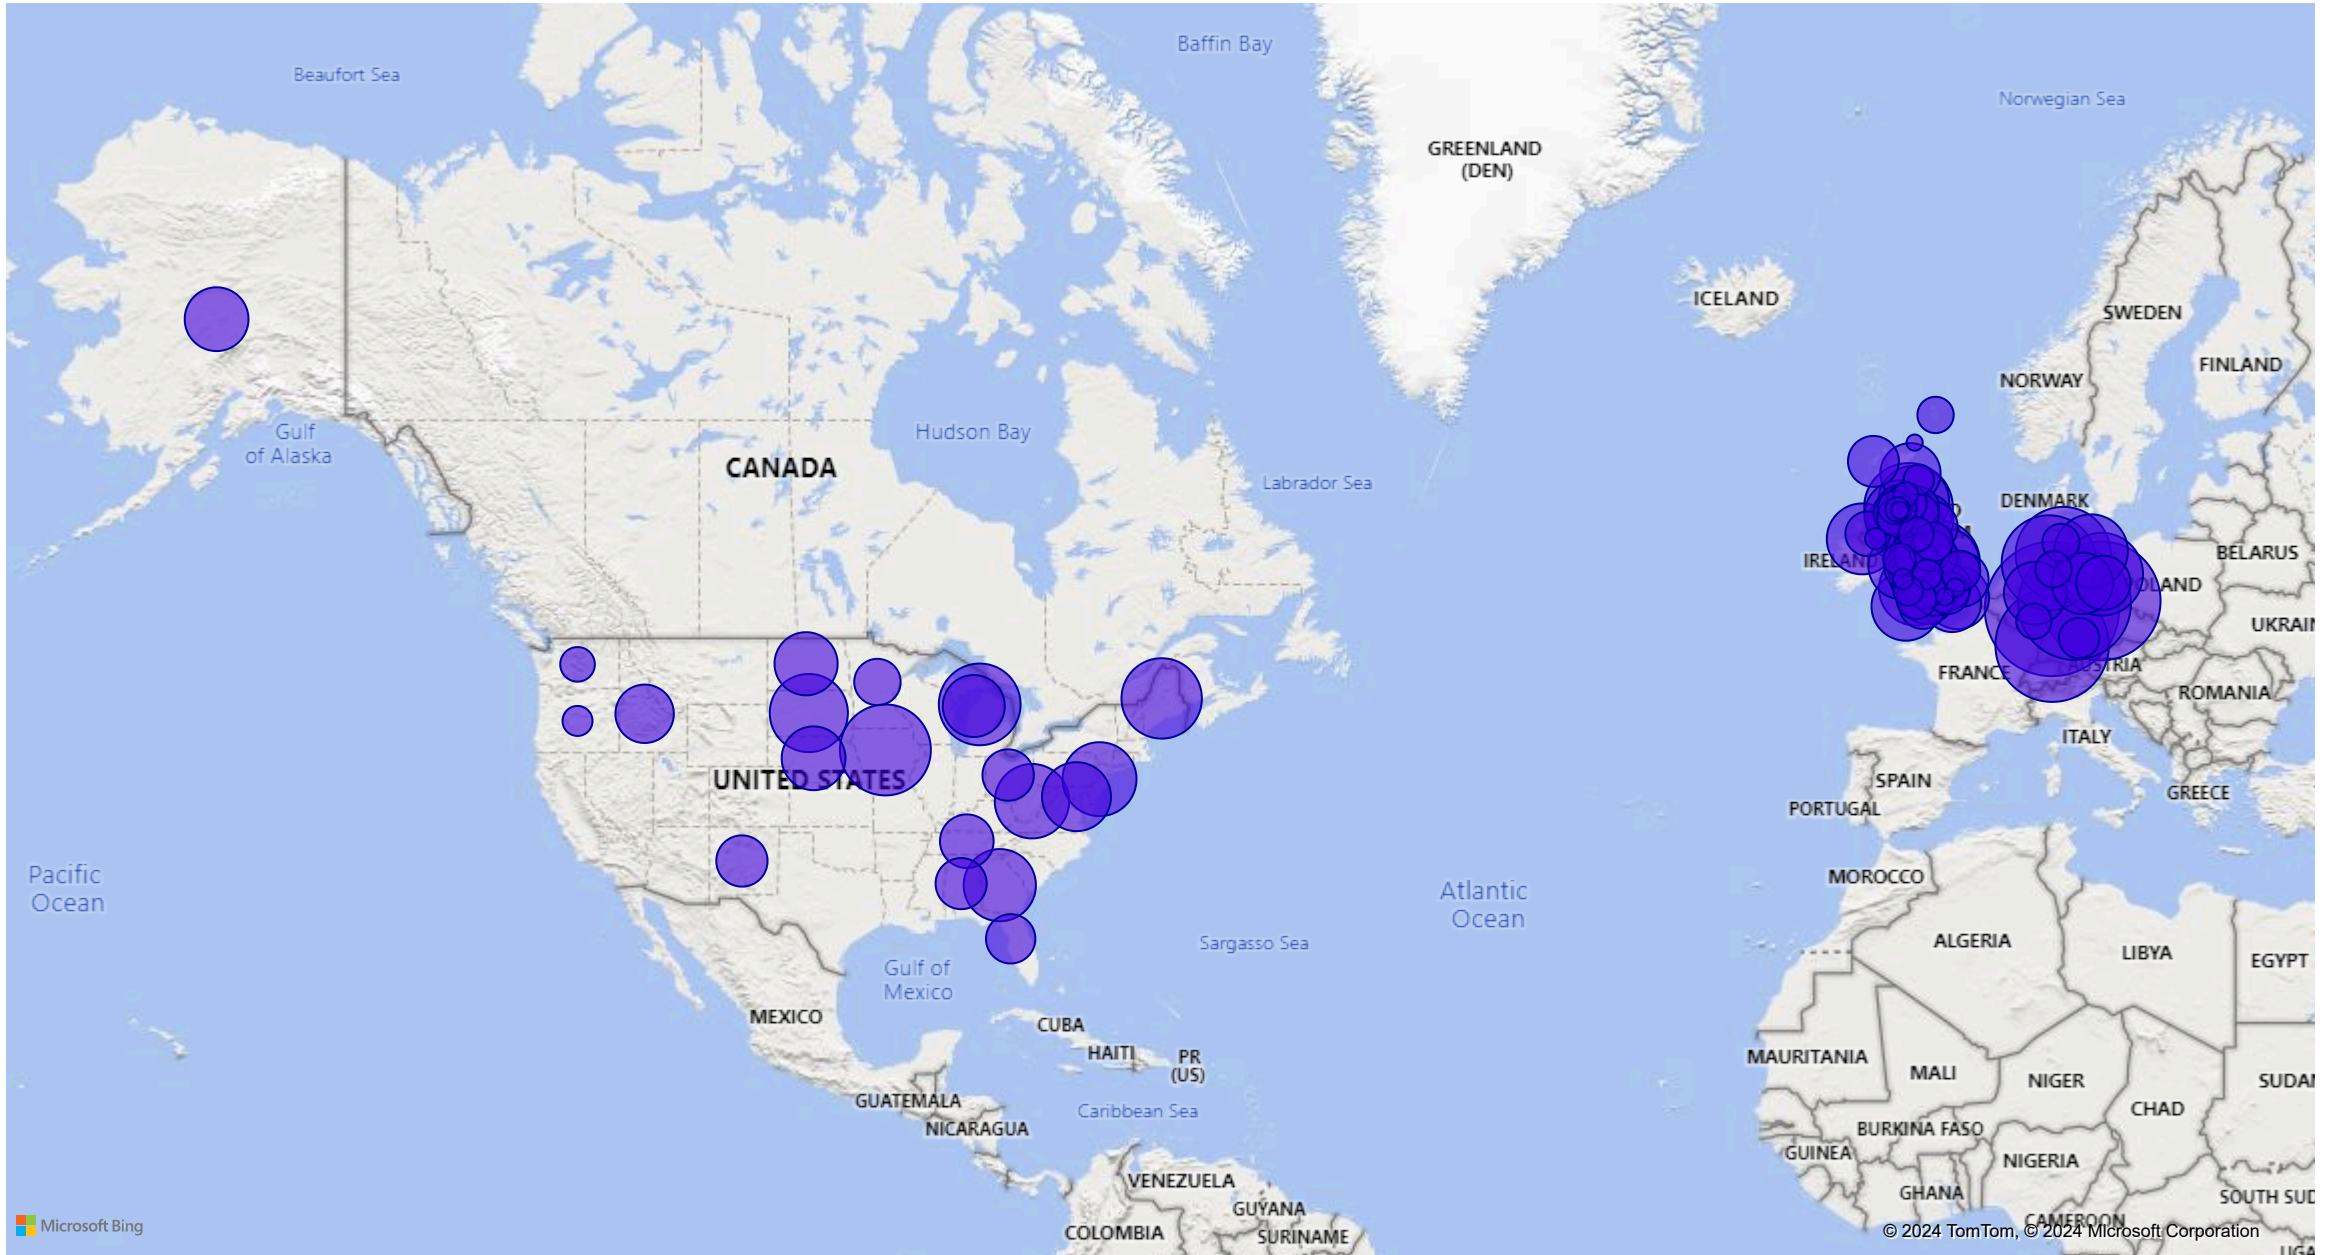 Baffin Bay
Beaufort Sea
Norwegian Sea
GREENLAND
(DEN)
ICELAND
SWEDEN
FINLAND
NORWAY
Gulf
of Alaska
Hudson Bay
CANADA
Labrador Sea
DENMARK
IRELAND
BELARUS
OLAND
UKRAIN
FRANCE
AUSTRIA
ROMANIA
ITALY
UNITED STATES
SPAIN
GREECE
PORTUGAL
Pacific
Ocean
MOROCCO
Atlantic
Ocean
Sargasso Sea
ALGERIA
LIBYA
EGYPT
Gulf of
Mexico
MEXICO
CUBA
HAITI
PR
(US)
MAURITANIA
MALI
NIGER
SUDAN
CHAD
GUATEMALA
Caribbean Sea
NICARAGUA
BURKINA FASO
GUINEA
NIGERIA
VENEZUELA
GHANA
SOUTH SUD
GUYANA
COLOMBIA
SURINAME
CAMEROON
UGA
Microsoft Bing
© 2024 TomTom, © 2024 Microsoft Corporation